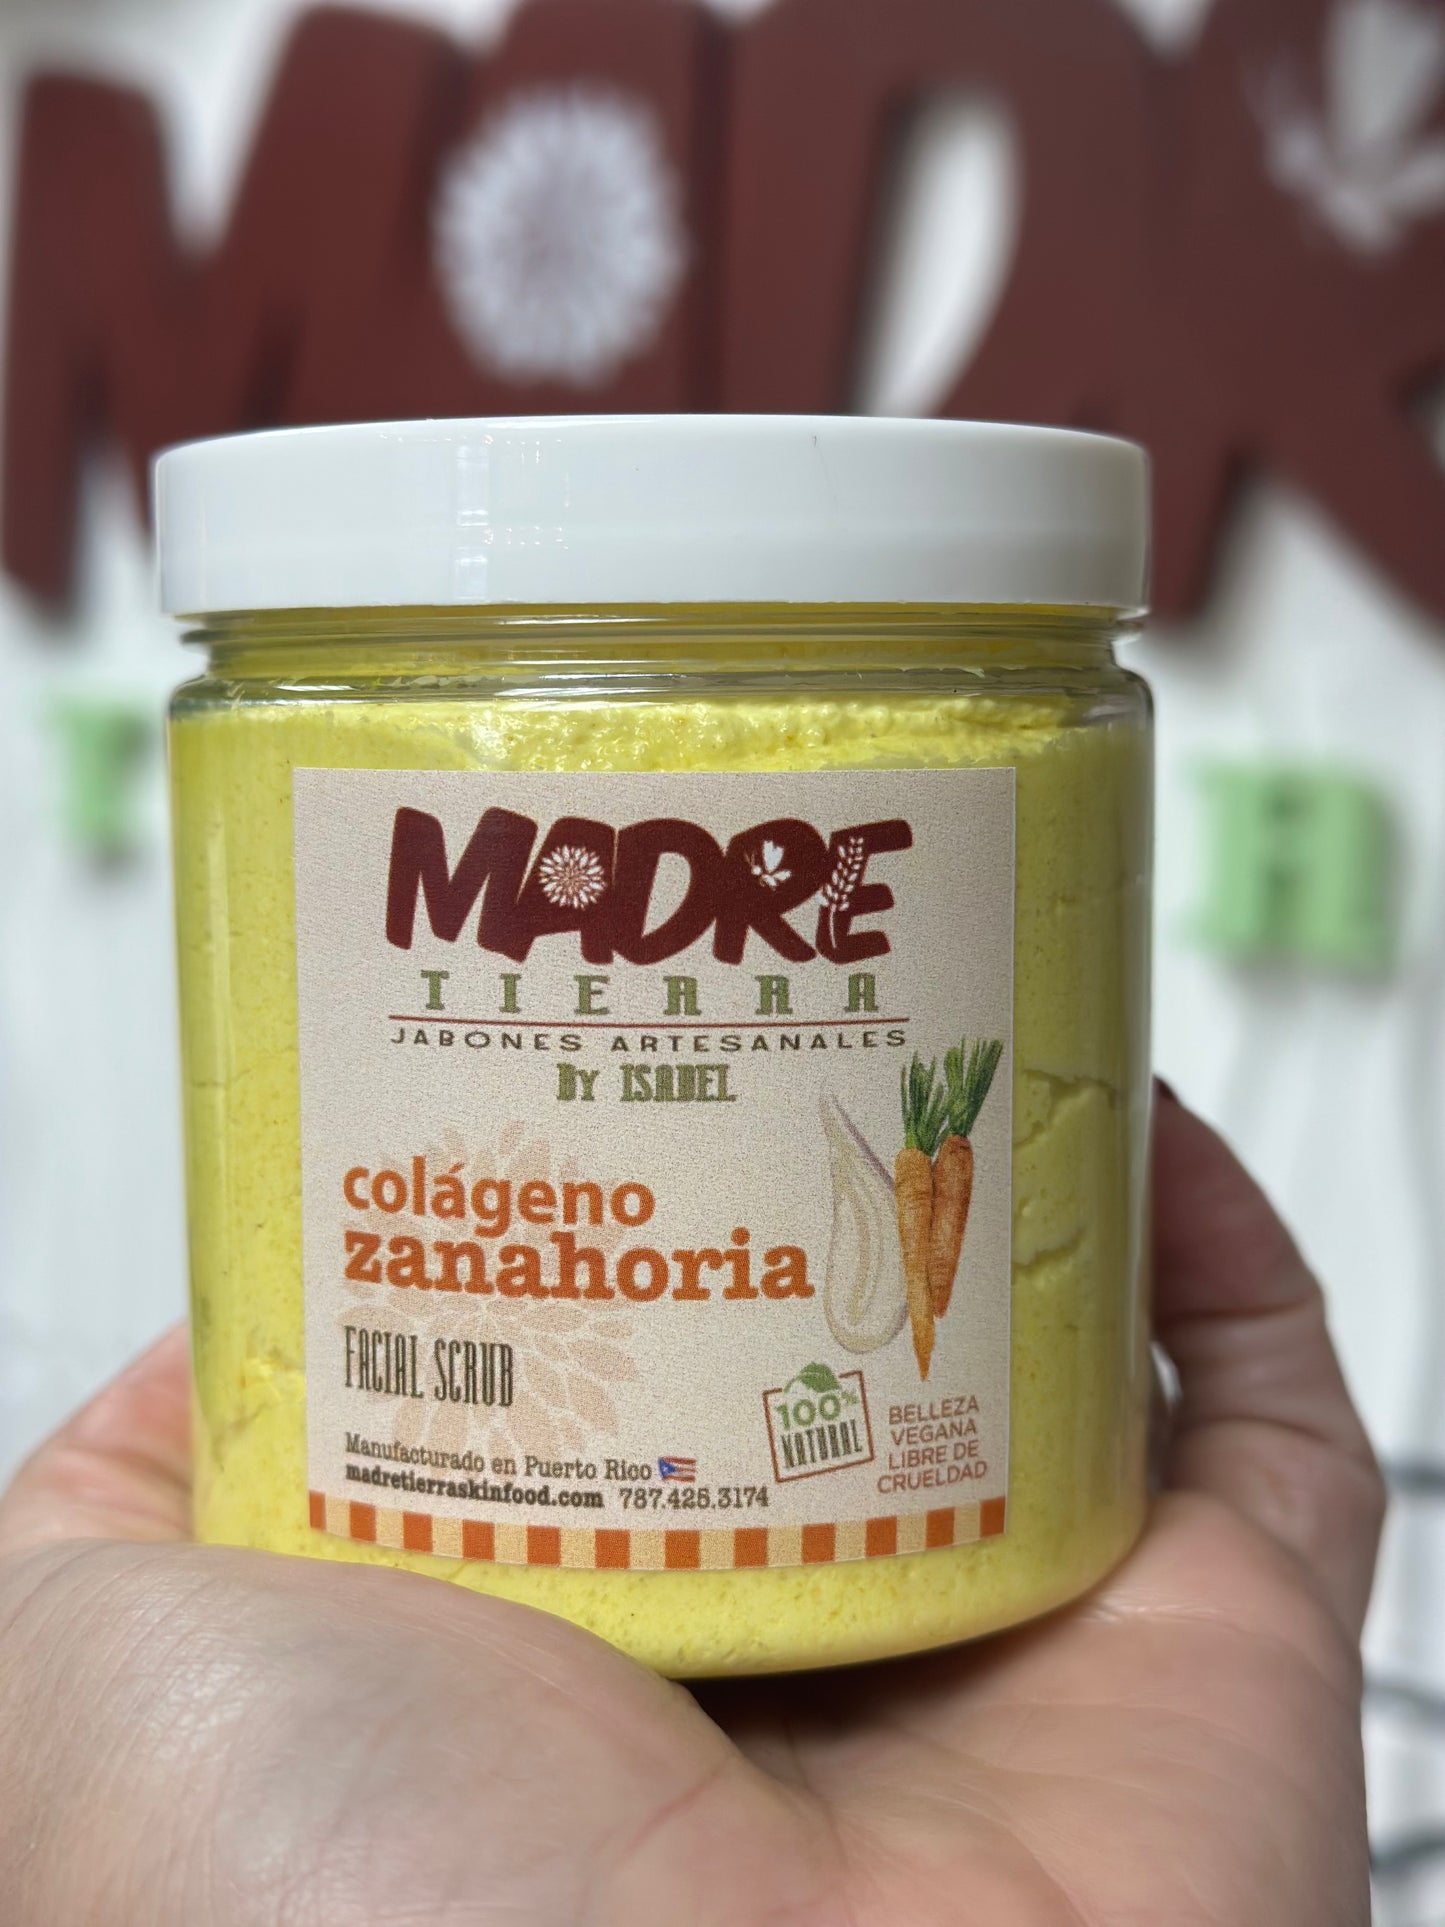 MADRE
TIERRA
JABONES ARTESANALES
By ISABEL
colágeno
zanahoria
FACIAL SCRUB
100%
NATURAL
BELLEZA
VEGANA
LIBRE DE
CRUELDAD
Manufacturado en Puerto Rico
madretierraskinfood.com 787.425.3174